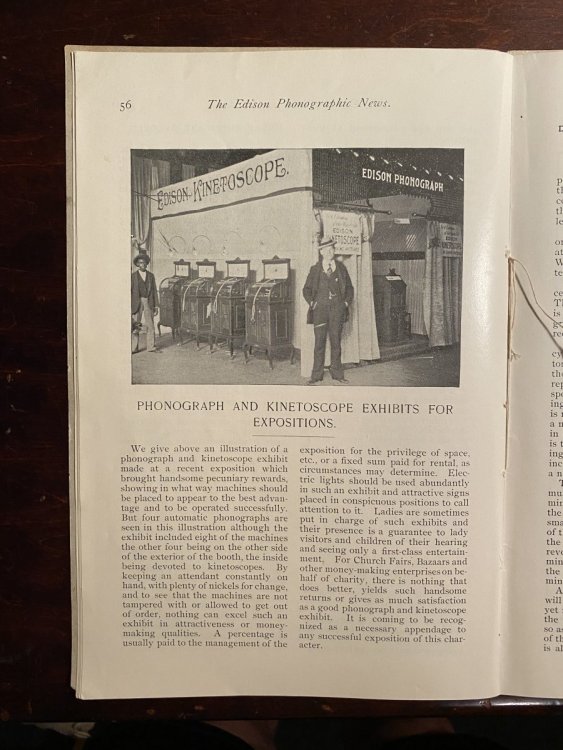 56
The Edison Phonographic News.
EDISON KINETOSCOPE.
EDISON PHONOGRAPH
EDISON
KINETOSCOPE
PHONOGRAPH AND KINETOSCOPE EXHIBITS FOR
EXPOSITIONS.
We give above an illustration of a
phonograph and kinetoscope exhibit
made at a recent exposition which
brought handsome pecuniary rewards,
showing in what way machines should
be placed to appear to the best advan-
tage and to be operated successfully.
But four automatic phonographs are
seen in this illustration although the
exhibit included eight of the machines
the other four being on the other side
of the exterior of the booth, the inside
being devoted to kinetoscopes. By
keeping an attendant constantly on
hand, with plenty of nickels for change,
and to see that the machines are not
tampered with or allowed to get out
of order, nothing can excel such an
exhibit in attractiveness or money-
making qualities. A percentage is
usually paid to the management of the
exposition for the privilege of space,
etc., or a fixed sum paid for rental, as
circumstances may determine. Elec-
tric lights should be used abundantly
in such an exhibit and attractive signs
placed in conspicuous positions to call
attention to it. Ladies are sometimes
put in charge of such exhibits and
their presence is a guarantee to lady
visitors and children of their hearing
and seeing only a first-class entertain-
ment. For Church Fairs, Bazaars and
other money-making enterprises on be-
half of charity, there is nothing that
does better, yields such handsome
returns or gives as much satisfaction
as a good phonograph and kinetoscope
exhibit. It is coming to be recog-
nized as a necessary appendage to
any successful exposition of this char-
acter.